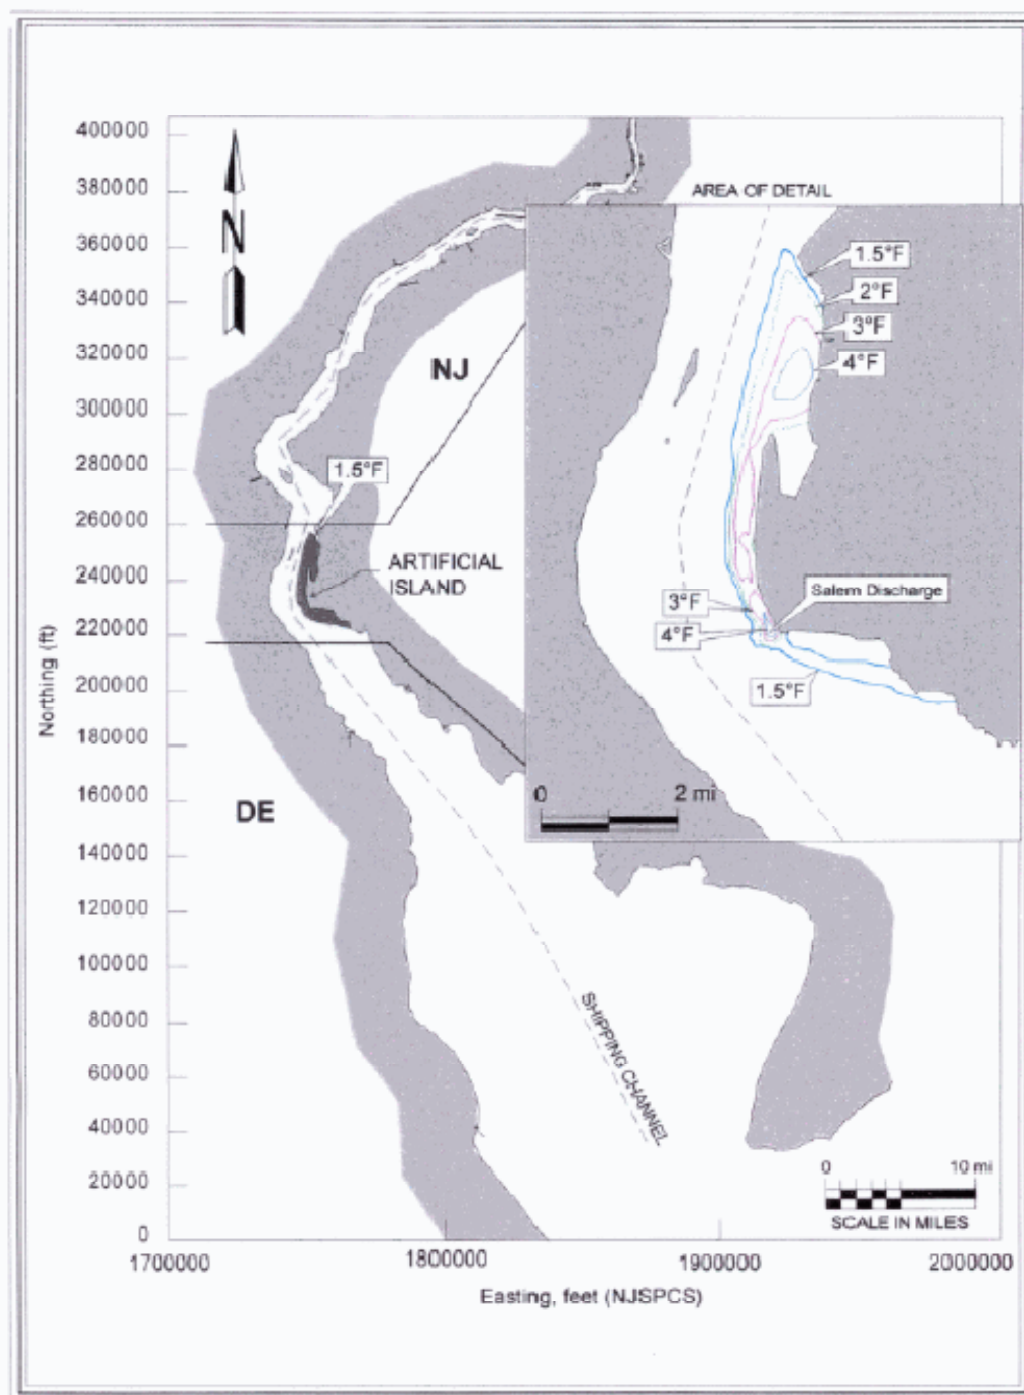 400000
380000
360000
340000
320000
300000
280000
260000
240000
220000
200000
180000
160000
140000
120000
100000
80000
60000
40000
20000
0
Northing (ft)
N
NJ
1.5°F
ARTIFICIAL
ISLAND
DE
AREA OF DETAIL
1.5°F
2°F
3°F
4°F
Salem Discharge
3°F
4°F
1.5°F
0 2 mi
SHIPPING CHANNEL
0 10 mi
SCALE IN MILES
1700000 1800000 1900000 2000000
Easting, feet (NJSPCS)